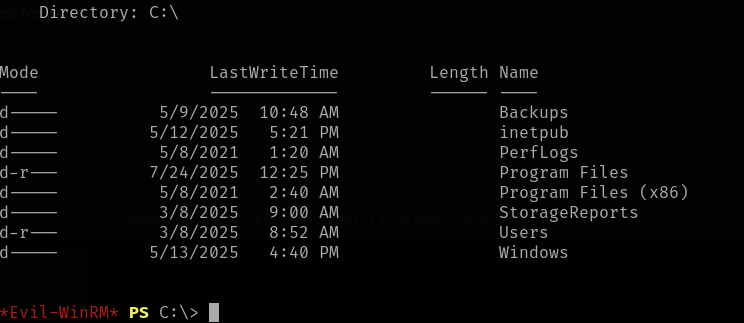 Directory: C:\
Mode LastWriteTime Length Name
---- ------------- ------ ----
d----- 5/9/2025 10:48 AM Backups
d----- 5/12/2025 5:21 PM inetpub
d----- 5/8/2021 1:20 AM PerfLogs
d-r--- 7/24/2025 12:25 PM Program Files
d----- 5/8/2021 2:40 AM Program Files (x86)
d----- 3/8/2025 9:00 AM StorageReports
d-r--- 3/8/2025 8:52 AM Users
d----- 5/13/2025 4:40 PM Windows
*Evil-WinRM* PS C:\>